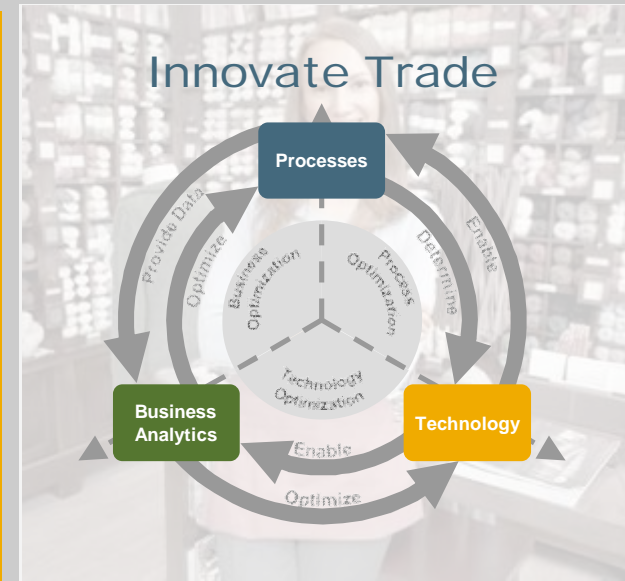 Innovate Trade
Processes
Provide Data
Optimize
Business
Optimization
Process
Optimization
Determine
Enable
Technology
Optimization
Business
Analytics
Technology
Enable
Optimize